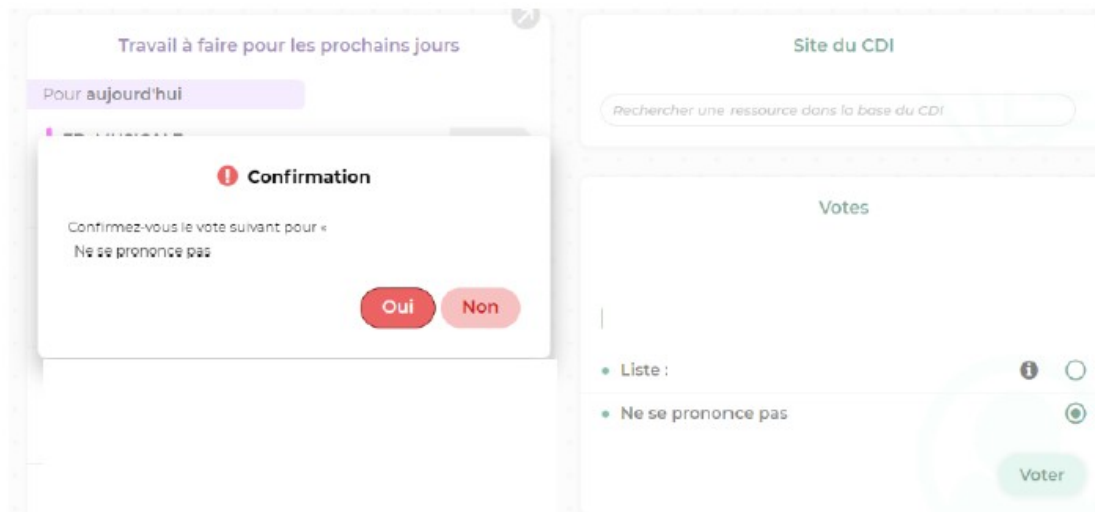 Travail à faire pour les prochains jours
Pour aujourd'hui
ED. MUSICALE
Confirmation
Confirmez-vous le vote suivant pour «
Ne se prononce pas
Oui
Non
Site du CDI
Rechercher une ressource dans la base du CDI
Votes
Liste :
Ne se prononce pas
Voter